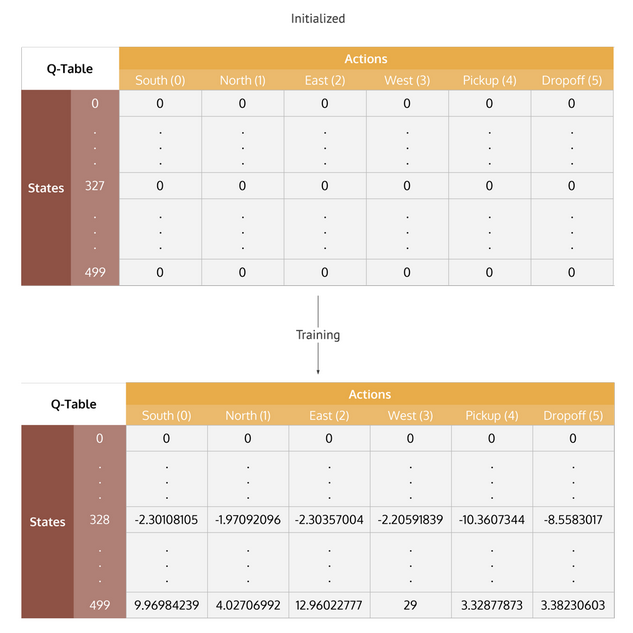 Initialized
Q-Table
Actions
South (0) North (1) East (2) West (3) Pickup (4) Dropoff (5)
0 0 0 0 0 0 0
. . . . . . .
. . . . . . .
. . . . . . .
States 327 0 0 0 0 0 0
. . . . . . .
. . . . . . .
. . . . . . .
499 0 0 0 0 0 0
Training
Q-Table
Actions
South (0) North (1) East (2) West (3) Pickup (4) Dropoff (5)
0 0 0 0 0 0 0
. . . . . . .
. . . . . . .
. . . . . . .
States 328 -2.30108105 -1.97092096 -2.30357004 -2.20591839 -10.3607344 -8.5583017
. . . . . . .
. . . . . . .
. . . . . . .
499 9.96984239 4.02706992 12.96022777 29 3.32877873 3.38230603